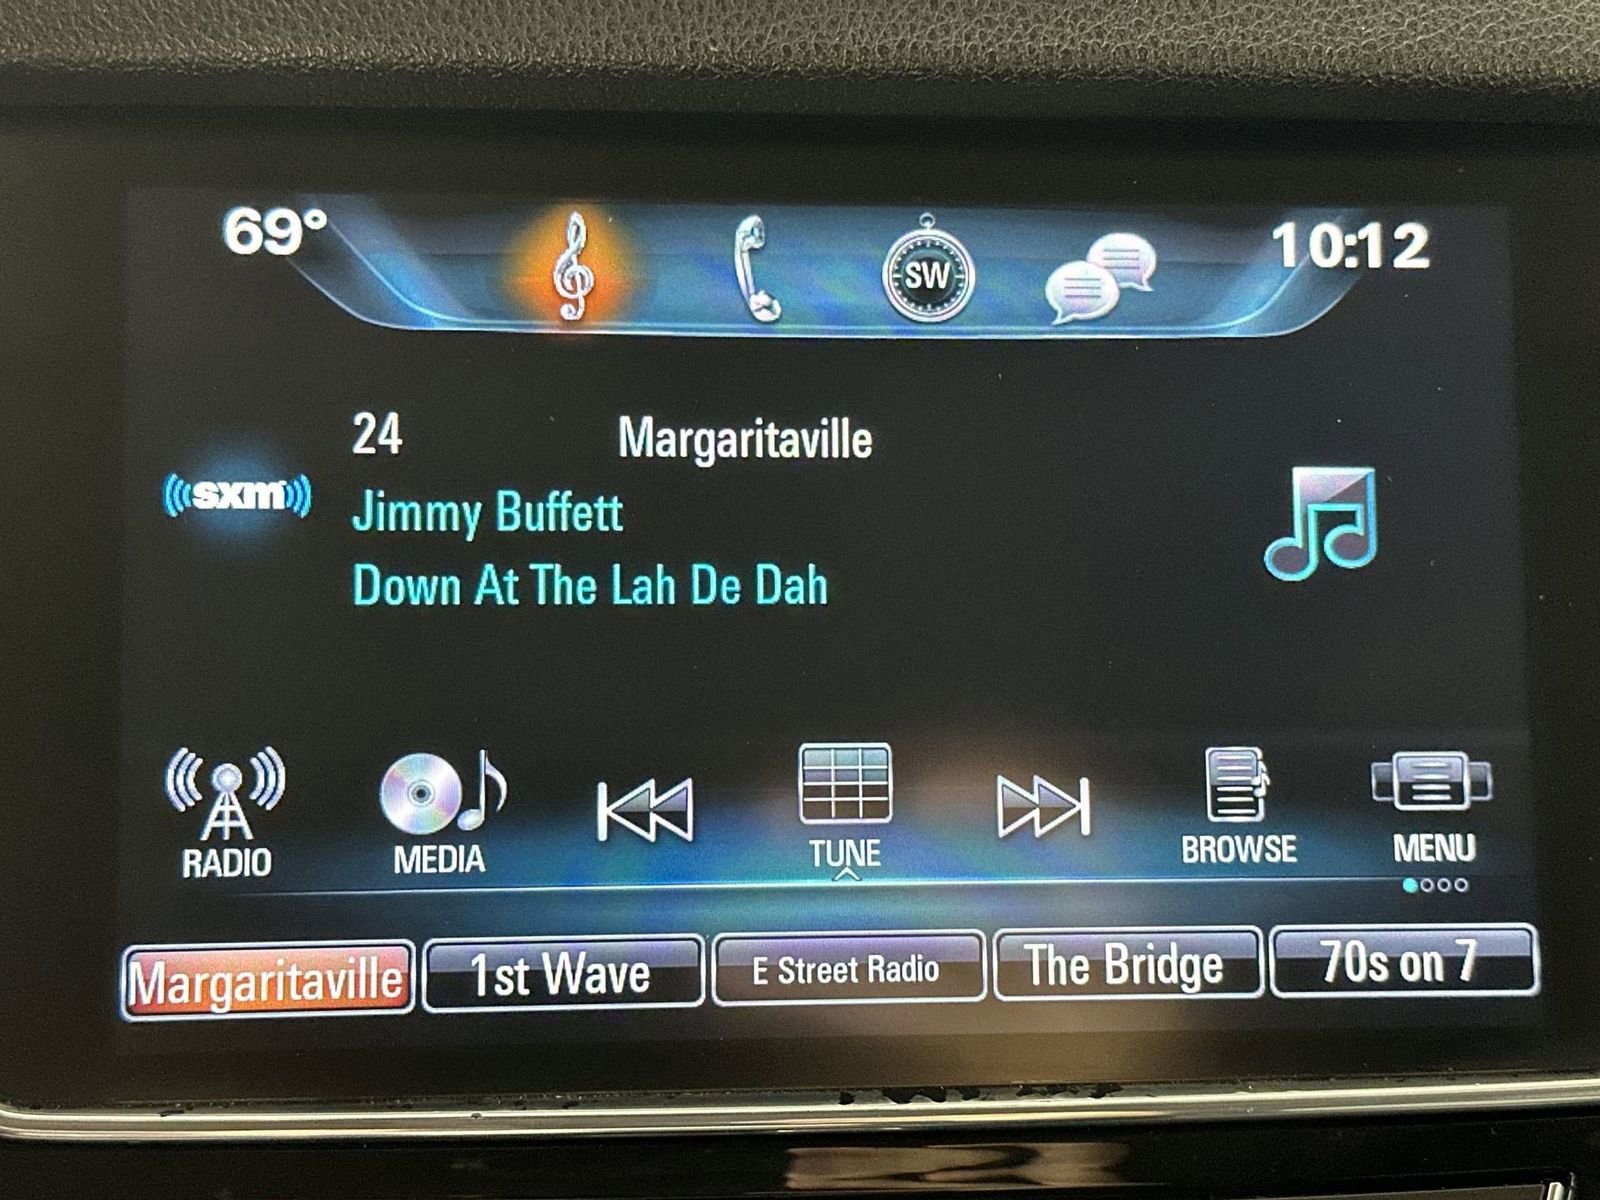 69°
SW
10:12
24 Margaritaville
((sxm))
Jimmy Buffett
Down At The Lah De Dah
RADIO
MEDIA
TUNE
BROWSE
MENU
Margaritaville
1st Wave
E Street Radio
The Bridge
70s on 7